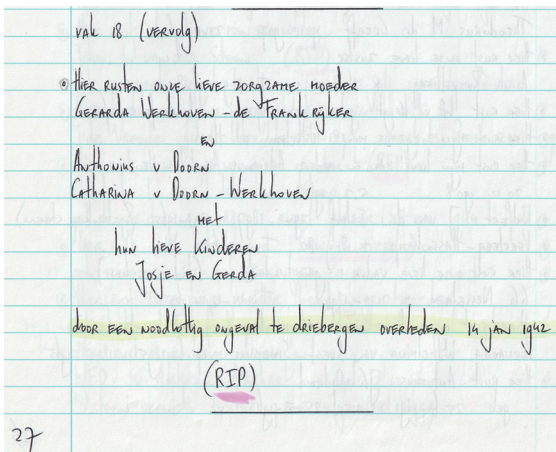 vak 18 (vervolg)
Hier rusten onze lieve zorgzame moeder
Gerarda Werkhoven - de Frankrijker
en
Anthonius v Doorn
Catharina v Doorn - Werkhoven
met
hun lieve kinderen
Josje en Gerda
door een noodlottig ongeval te driebergen overleden 14 jan 1942
(RIP)
27